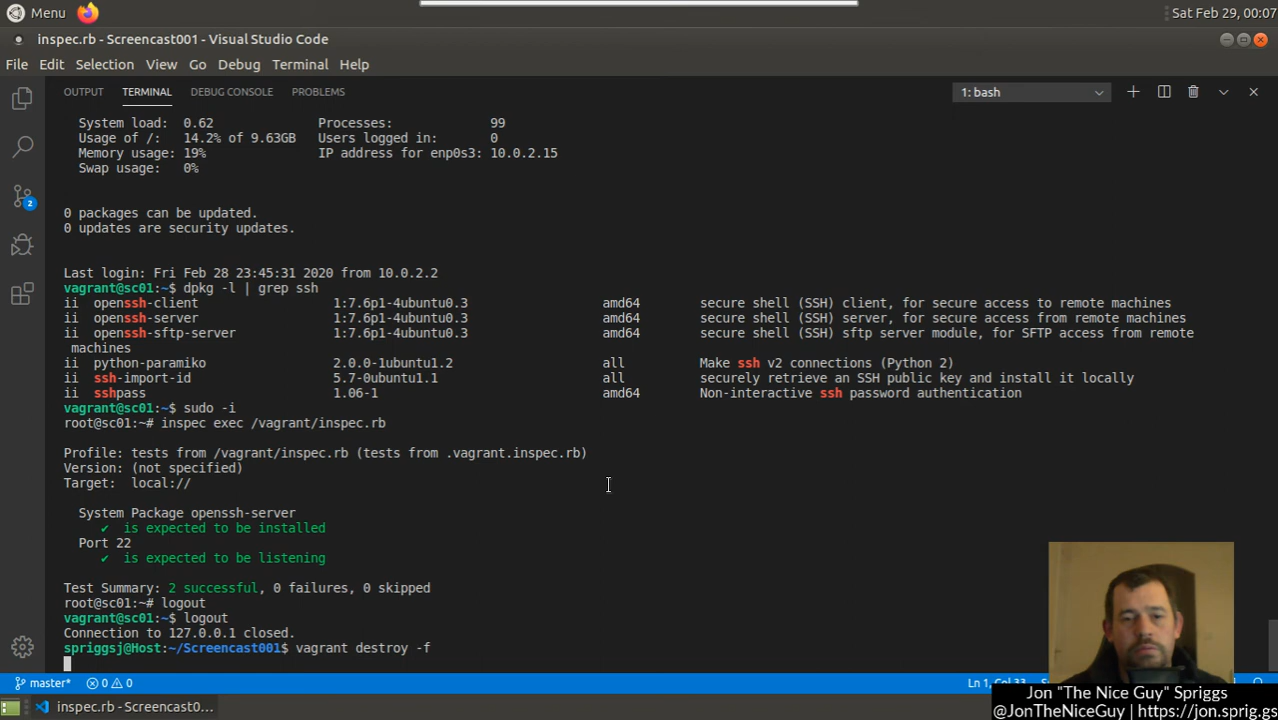 Menu
Sat Feb 29, 00:07
inspec.rb - Screencast001 - Visual Studio Code
File Edit Selection View Go Debug Terminal Help
OUTPUT TERMINAL DEBUG CONSOLE PROBLEMS
1: bash
System load: 0.62 Processes: 99
Usage of /: 14.2% of 9.63GB Users logged in: 0
Memory usage: 19% IP address for enp0s3: 10.0.2.15
Swap usage: 0%
0 packages can be updated.
0 updates are security updates.
Last login: Fri Feb 28 23:45:31 2020 from 10.0.2.2
vagrant@sc01:~$ dpkg -l | grep ssh
ii openssh-client 1:7.6p1-4ubuntu0.3 amd64 secure shell (SSH) client, for secure access to remote machines
ii openssh-server 1:7.6p1-4ubuntu0.3 amd64 secure shell (SSH) server, for secure access from remote machines
ii openssh-sftp-server 1:7.6p1-4ubuntu0.3 amd64 secure shell (SSH) sftp server module, for SFTP access from remote
machines
ii python-paramiko 2.0.0-1ubuntu1.2 all Make ssh v2 connections (Python 2)
ii ssh-import-id 5.7-0ubuntu1.1 all securely retrieve an SSH public key and install it locally
ii sshpass 1.06-1 amd64 Non-interactive ssh password authentication
vagrant@sc01:~$ sudo -i
root@sc01:~# inspec exec /vagrant/inspec.rb
Profile: tests from /vagrant/inspec.rb (tests from .vagrant.inspec.rb)
Version: (not specified)
Target: local://
System Package openssh-server
✔ is expected to be installed
Port 22
✔ is expected to be listening
Test Summary: 2 successful, 0 failures, 0 skipped
root@sc01:~# logout
vagrant@sc01:~$ logout
Connection to 127.0.0.1 closed.
spriggsj@Host:~/Screencast001$ vagrant destroy -f
2
master* 0 0 Ln 1, Col 33
Jon "The Nice Guy" Spriggs
@JonTheNiceGuy | https://jon.sprig.gs
inspec.rb - Screencast0...